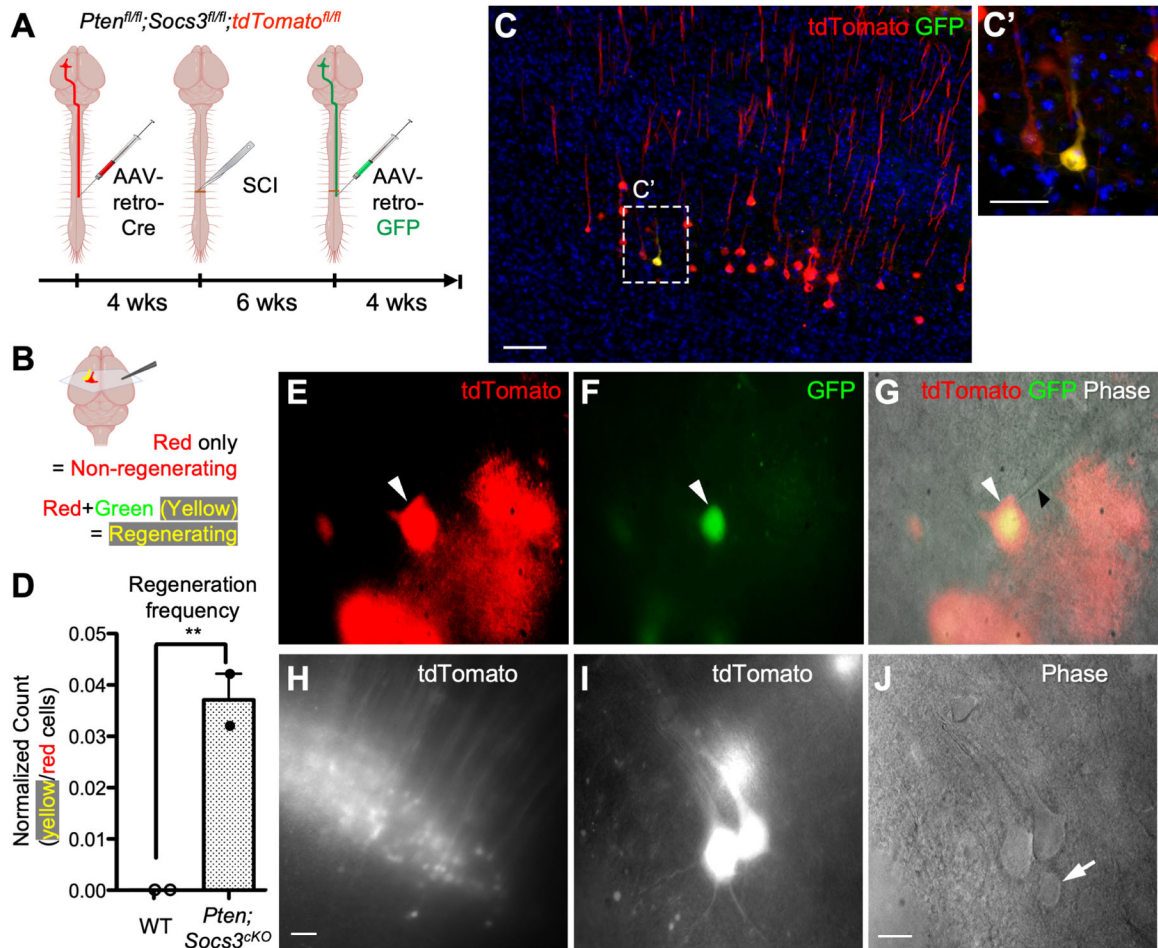 A
Pten^fl/fl;Socs3^fl/fl;tdTomato^fl/fl
AAV-
retro-
Cre
SCI
AAV-
retro-
GFP
4 wks
6 wks
4 wks
B
Red only
= Non-regenerating
Red+Green (Yellow)
= Regenerating
C
tdTomato GFP
C’
C’
D
Regeneration
frequency
**
Normalized Count
(yellow/red cells)
0.05
0.04
0.03
0.02
0.01
0.00
WT
Pten;
Socs3^cKO
E
tdTomato
F
GFP
G
tdTomato GFP Phase
H
tdTomato
I
tdTomato
J
Phase